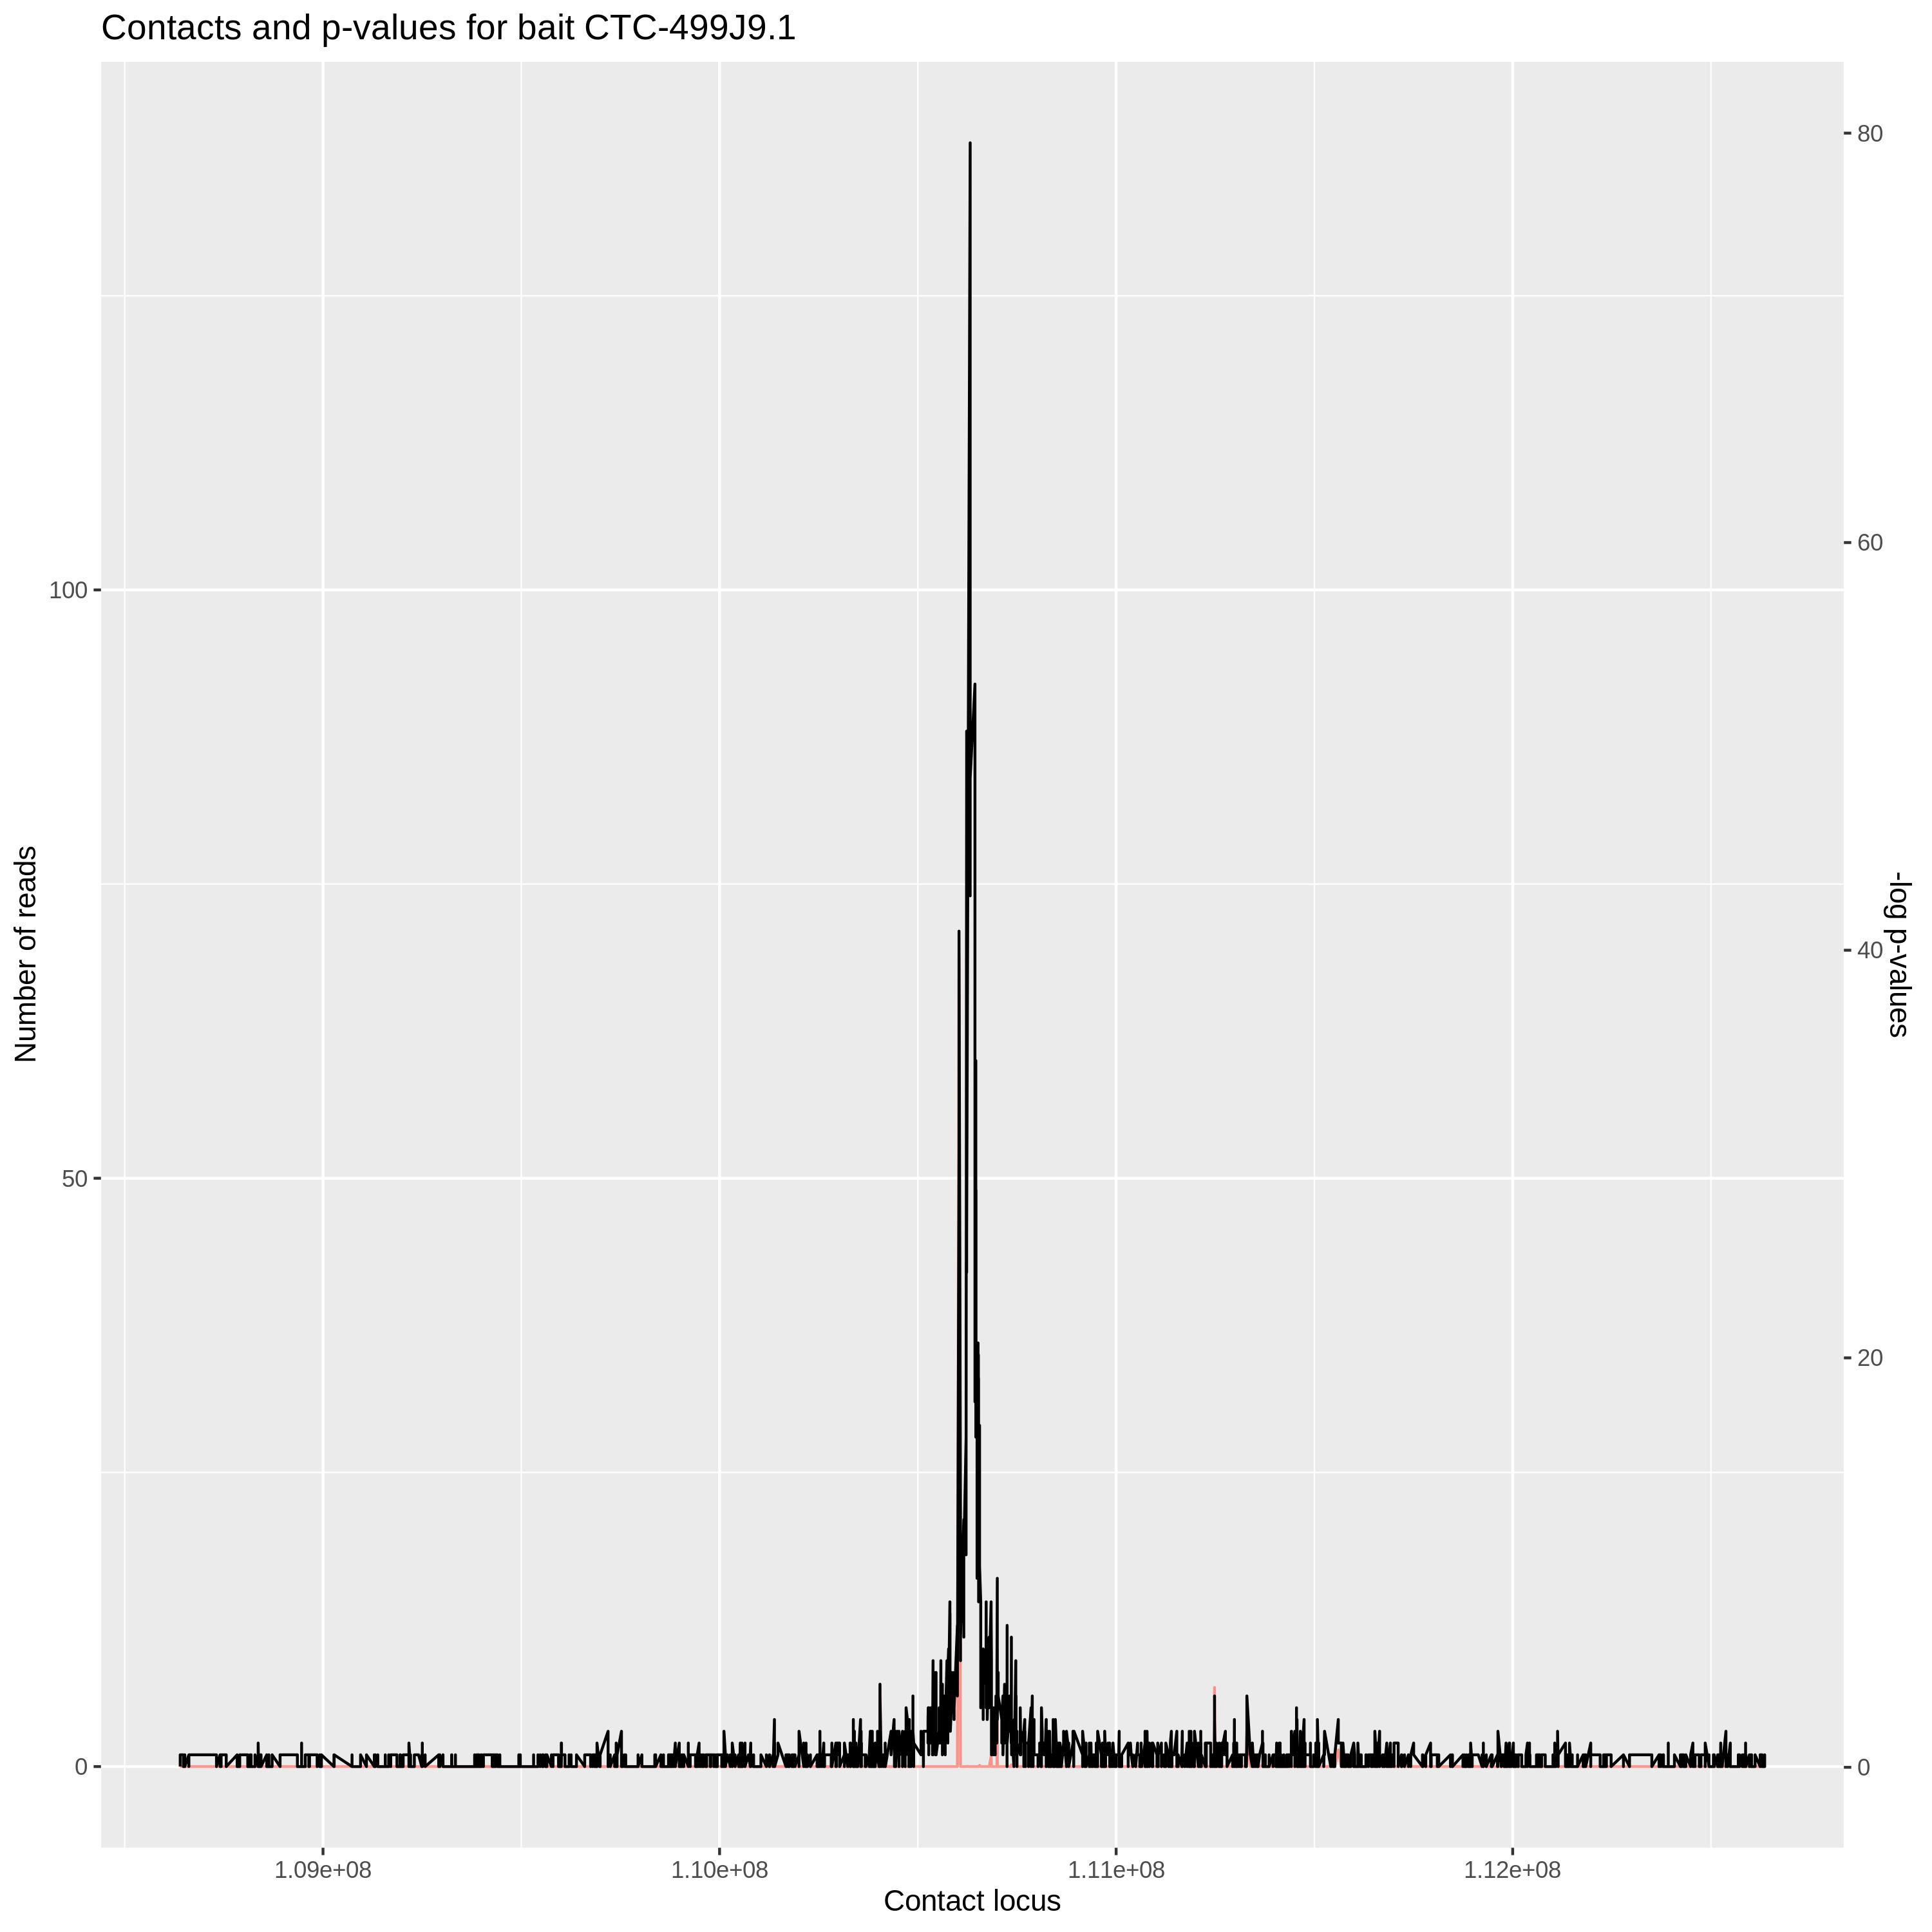 Contacts and p-values for bait CTC-499J9.1
Number of reads
100
50
0
80
60
40
20
0
-log p-values
1.09e+08
1.10e+08
1.11e+08
1.12e+08
Contact locus